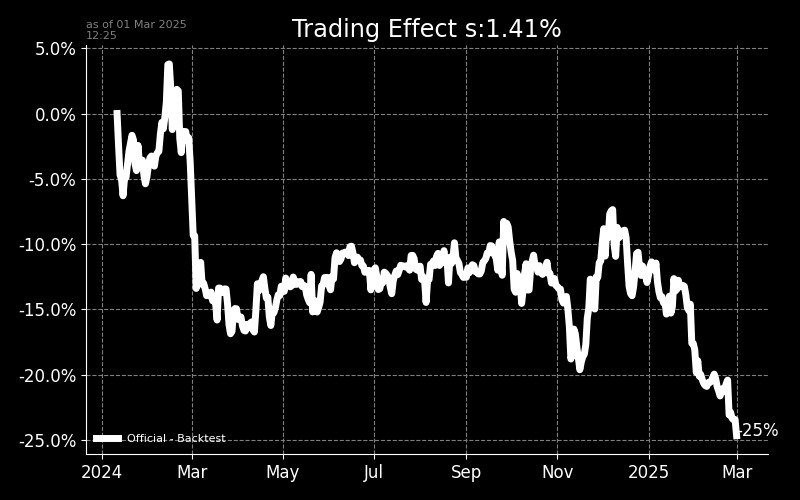 as of 01 Mar 2025
12:25
Trading Effect s:1.41%
5.0%
0.0%
-5.0%
-10.0%
-15.0%
-20.0%
-25.0%
-25%
Official - Backtest
2024 Mar May Jul Sep Nov 2025 Mar